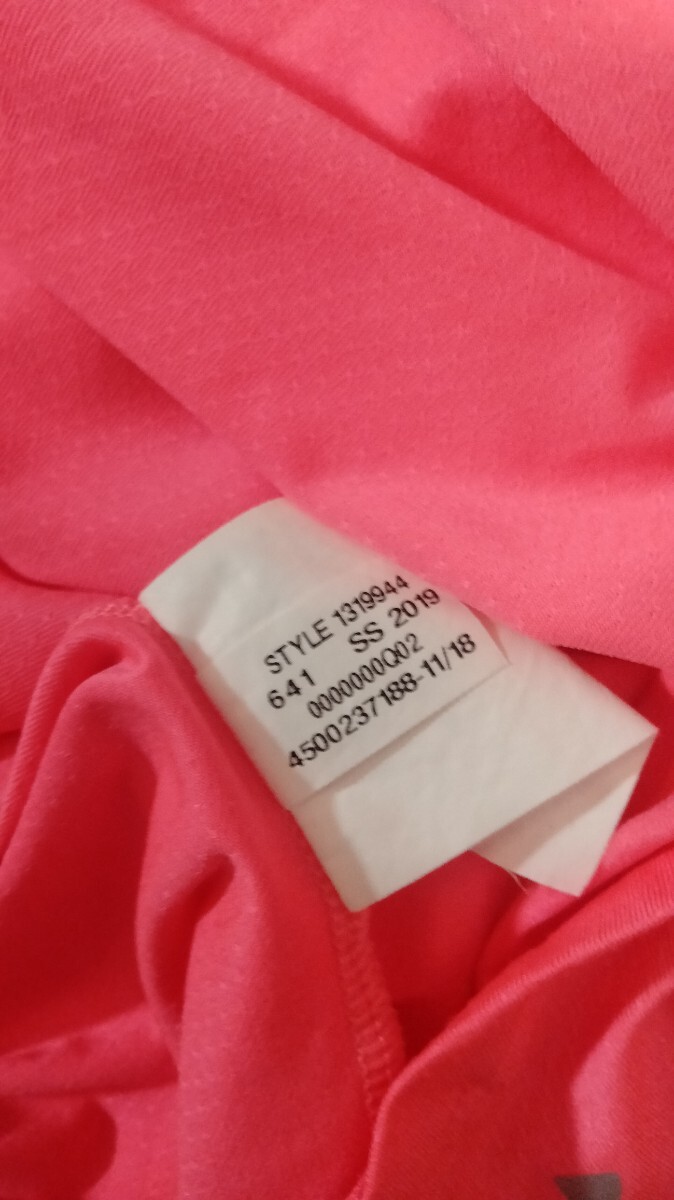 STYLE 1319944
641 SS 2019
0000000Q02
4500237188-11/18